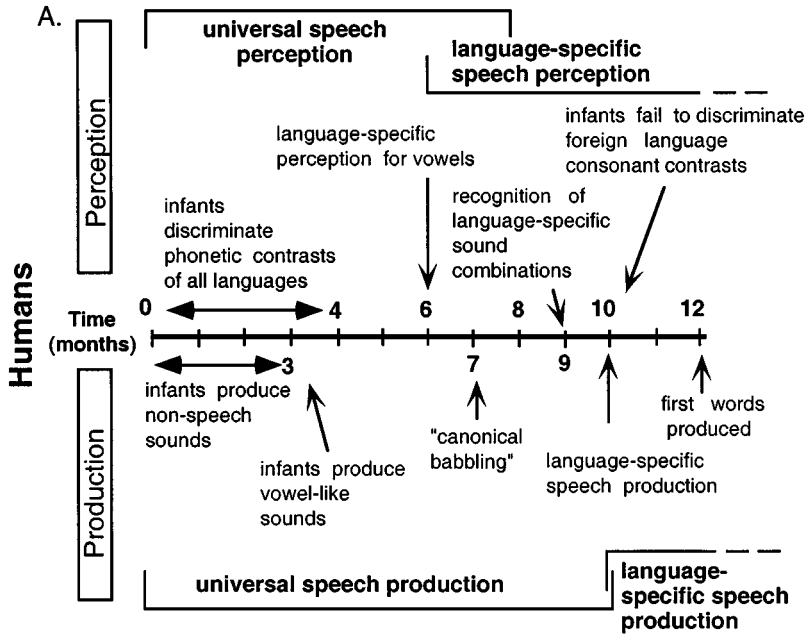 A.
universal speech
perception
language-specific
speech perception
Perception
infants fail to discriminate
foreign language
consonant contrasts
language-specific
perception for vowels
recognition of
language-specific
sound
combinations
infants
discriminate
phonetic contrasts
of all languages
Humans
0 4 6 8 10 12
Time
(months)
3 7 9
infants produce
non-speech
sounds
infants produce
vowel-like
sounds
"canonical
babbling"
language-specific
speech production
first words
produced
Production
universal speech production
language-
specific speech
production